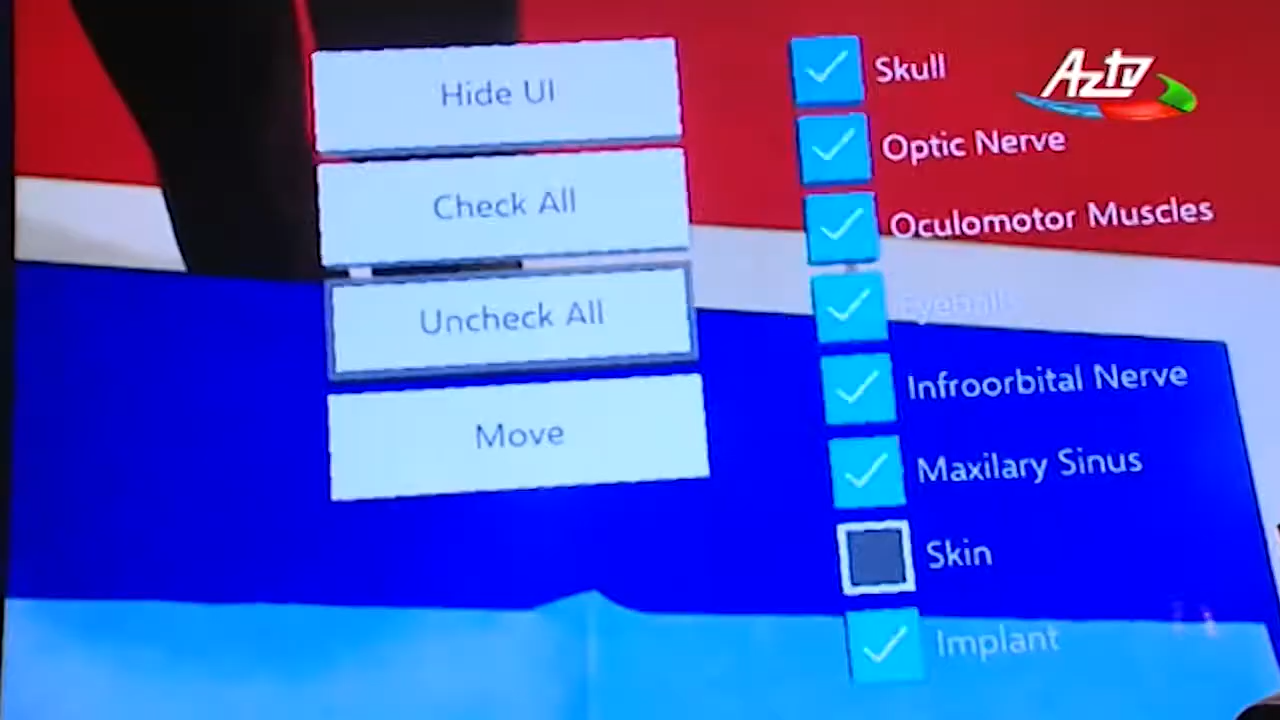 Hide UI
Check All
Uncheck All
Move
Skull
Optic Nerve
Oculomotor Muscles
Eyeball
Infroorbital Nerve
Maxilary Sinus
Skin
Implant
Aztv